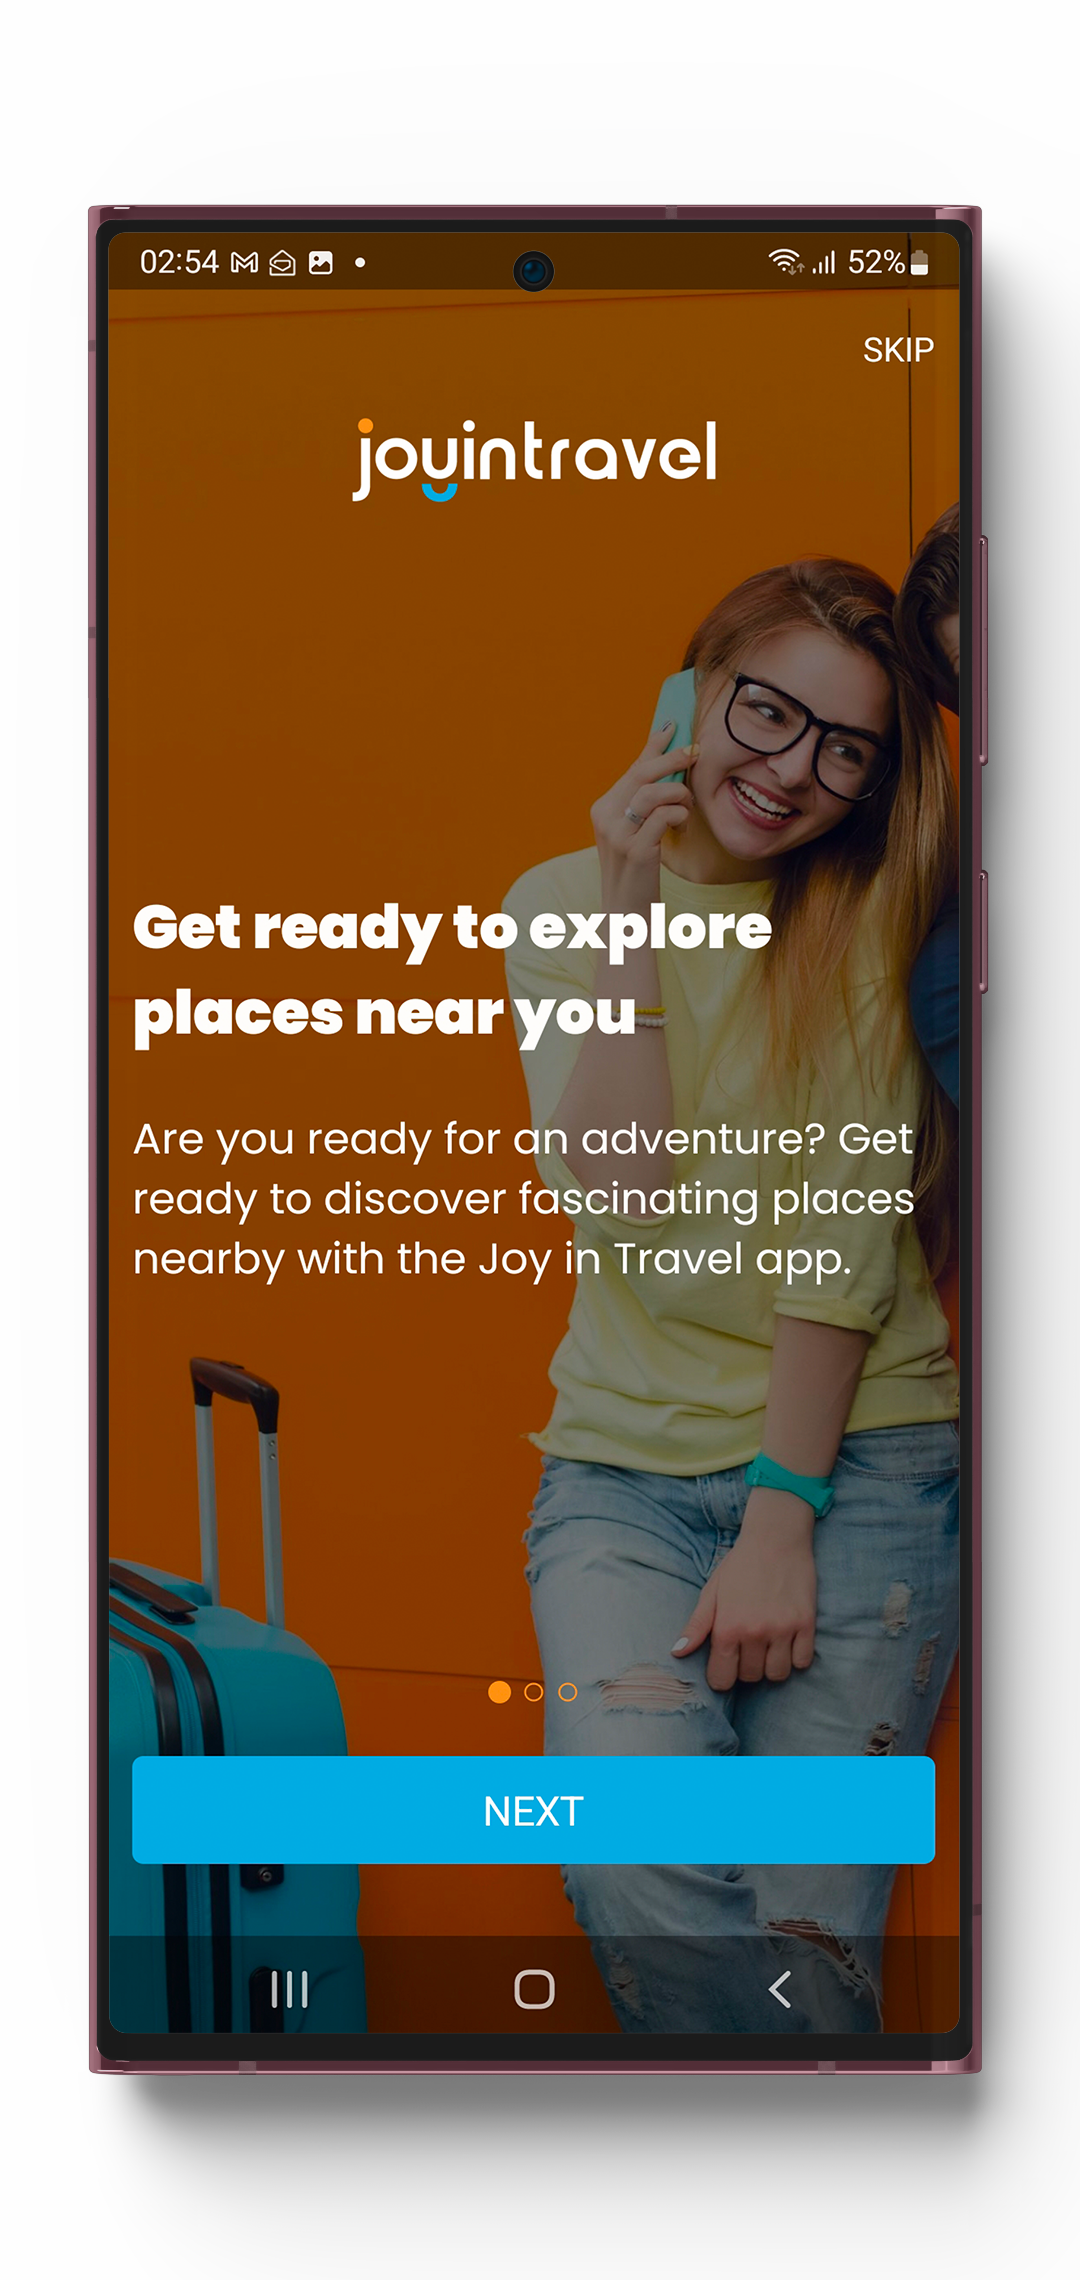 02:54
52%
SKIP
joyintravel
Get ready to explore
places near you
Are you ready for an adventure? Get
ready to discover fascinating places
nearby with the Joy in Travel app.
NEXT